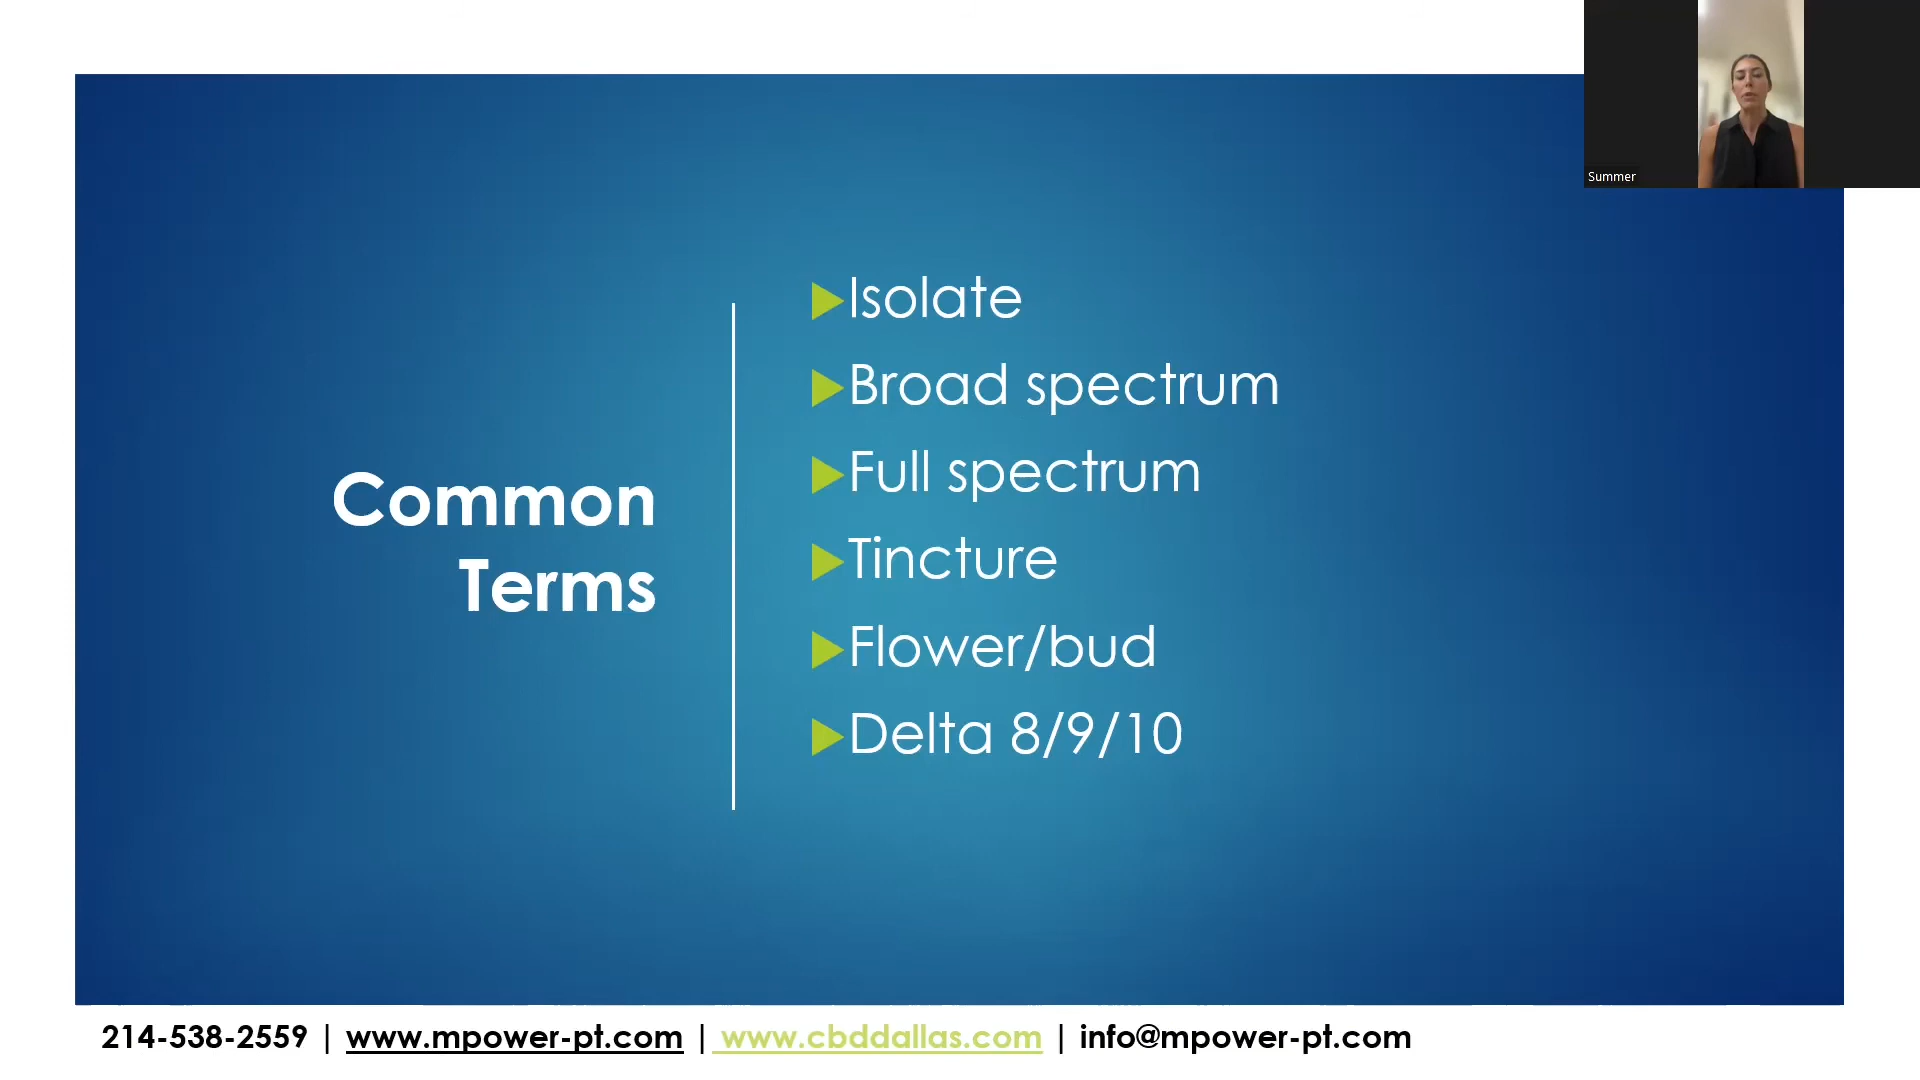 Summer
Common
Terms
Isolate
Broad spectrum
Full spectrum
Tincture
Flower/bud
Delta 8/9/10
214-538-2559 | www.mpower-pt.com | www.cbddallas.com | info@mpower-pt.com